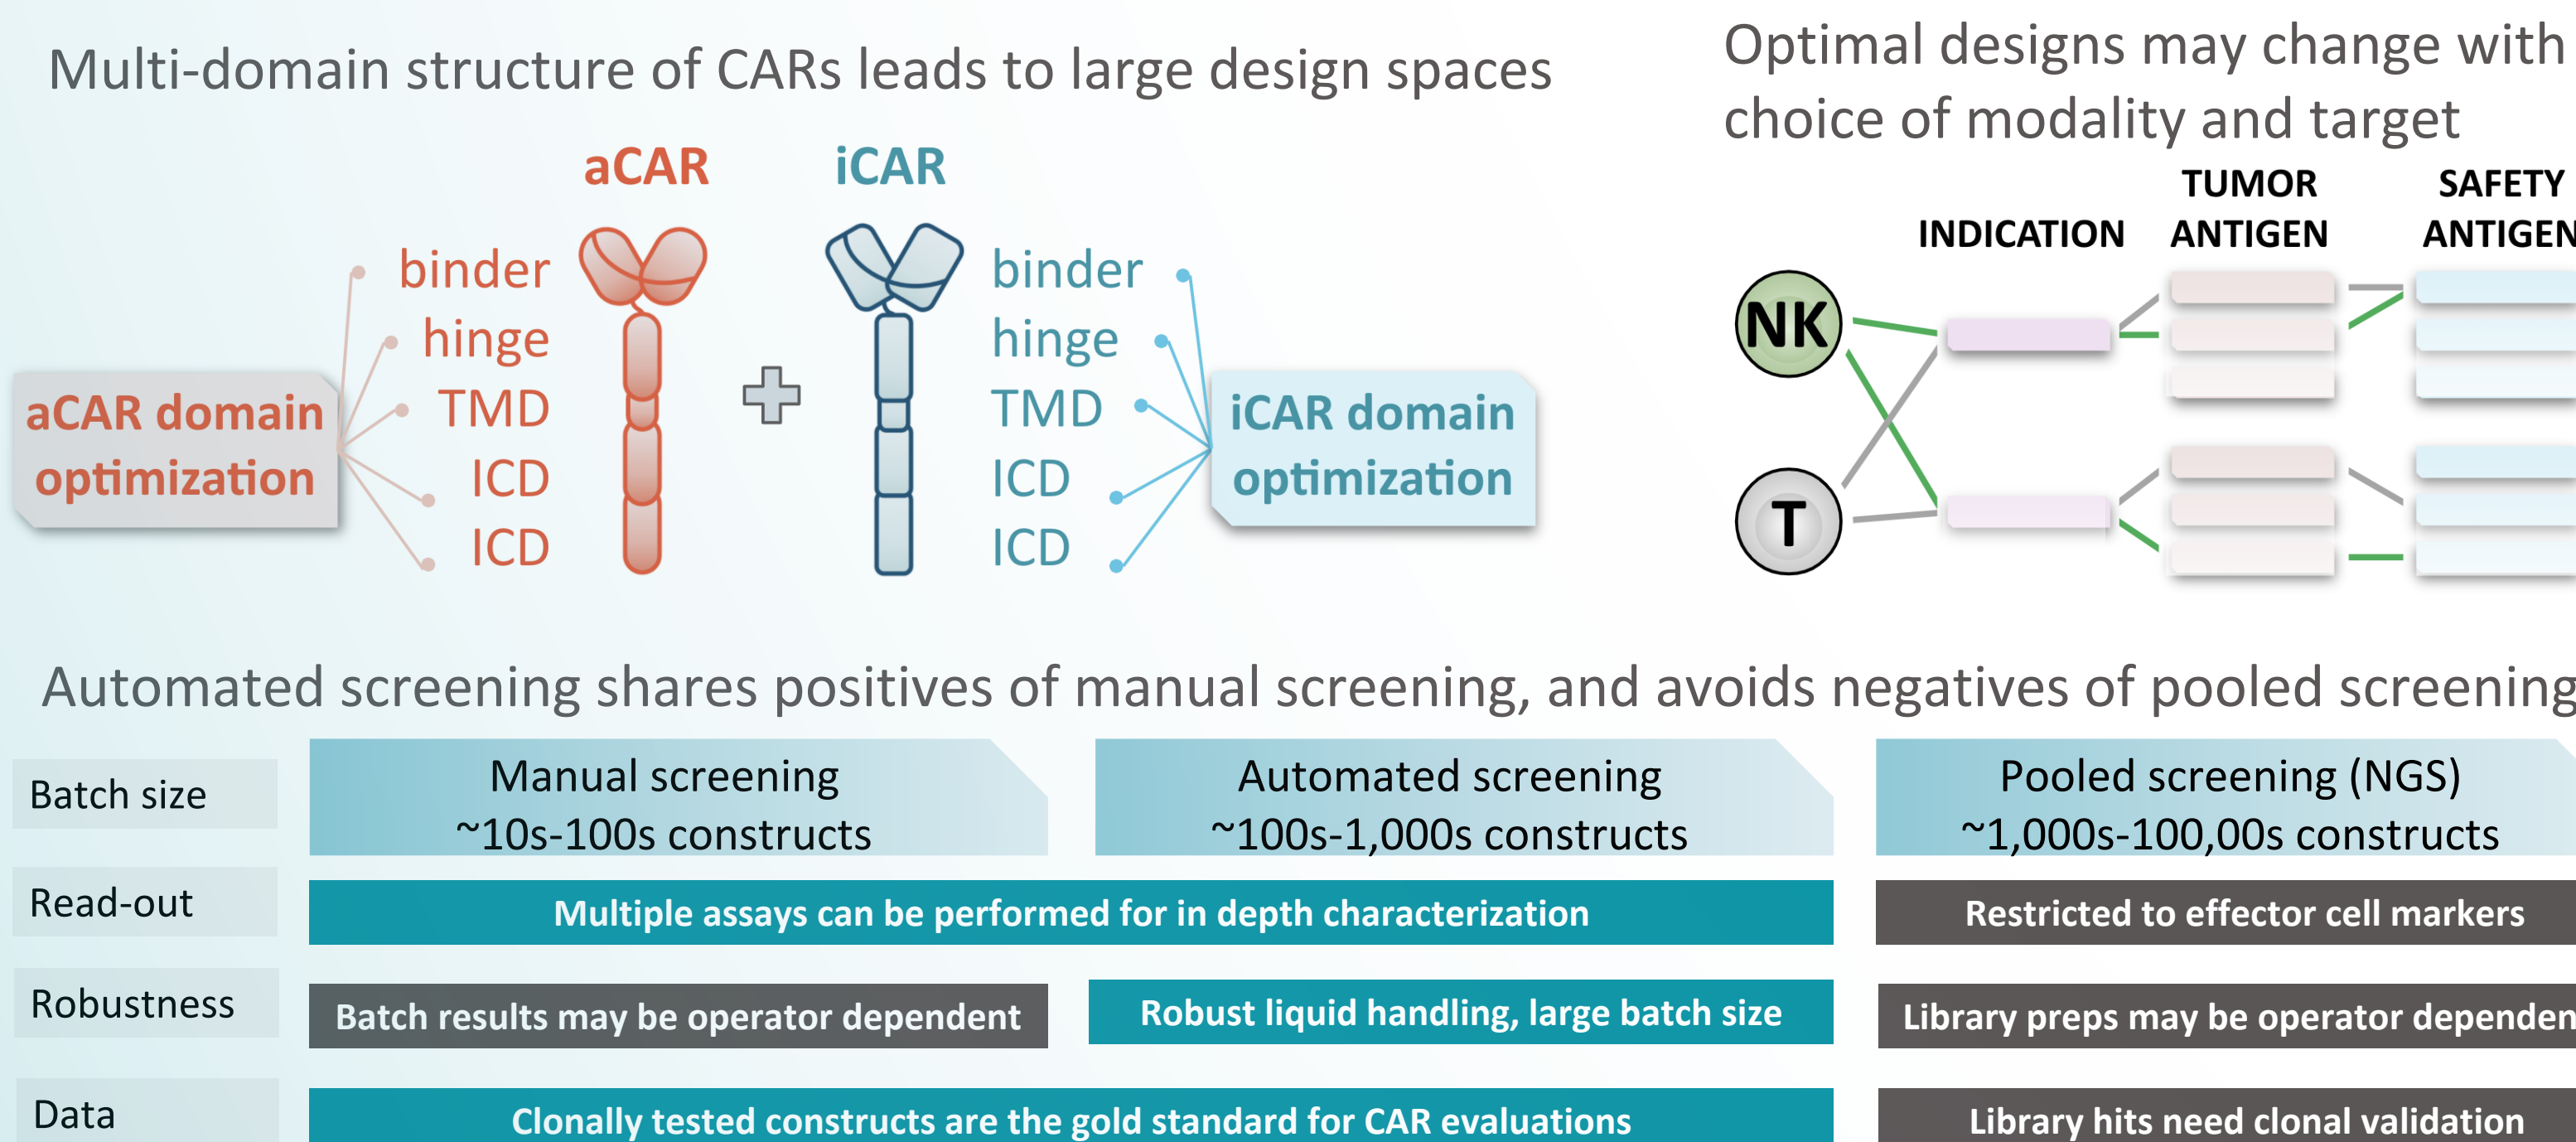 Multi-domain structure of CARs leads to large design spaces
aCAR
iCAR
binder
hinge
TMD
ICD
ICD
aCAR domain
optimization
binder
hinge
TMD
ICD
ICD
iCAR domain
optimization
Optimal designs may change with
choice of modality and target
INDICATION
TUMOR
ANTIGEN
SAFETY
ANTIGEN
NK
T
Automated screening shares positives of manual screening, and avoids negatives of pooled screening
Batch size
Manual screening
~10s-100s constructs
Automated screening
~100s-1,000s constructs
Pooled screening (NGS)
~1,000s-100,00s constructs
Read-out
Multiple assays can be performed for in depth characterization
Restricted to effector cell markers
Robustness
Batch results may be operator dependent
Robust liquid handling, large batch size
Library preps may be operator dependen
Data
Clonally tested constructs are the gold standard for CAR evaluations
Library hits need clonal validation